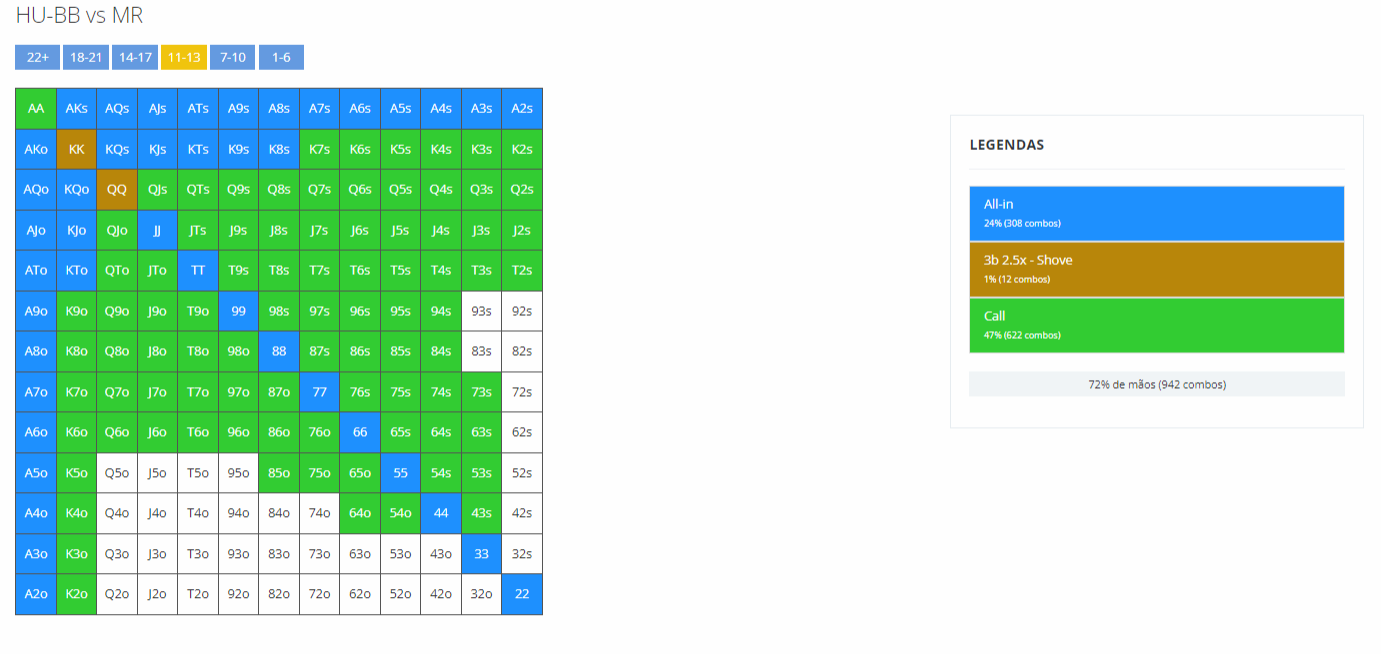 HU-BB vs MR
22+ 18-21 14-17 11-13 7-10 1-6
AA AKs AQs AJs ATs A9s A8s A7s A6s A5s A4s A3s A2s
AKo KK KQs KJs KTs K9s K8s K7s K6s K5s K4s K3s K2s
AQo KQo QQ QJs QTs Q9s Q8s Q7s Q6s Q5s Q4s Q3s Q2s
AJo KJo QJo JJ JTs J9s J8s J7s J6s J5s J4s J3s J2s
ATo KTo QTo JTo TT T9s T8s T7s T6s T5s T4s T3s T2s
A9o K9o Q9o J9o T9o 99 98s 97s 96s 95s 94s 93s 92s
A8o K8o Q8o J8o T8o 98o 88 87s 86s 85s 84s 83s 82s
A7o K7o Q7o J7o T7o 97o 87o 77 76s 75s 74s 73s 72s
A6o K6o Q6o J6o T6o 96o 86o 76o 66 65s 64s 63s 62s
A5o K5o Q5o J5o T5o 95o 85o 75o 65o 55 54s 53s 52s
A4o K4o Q4o J4o T4o 94o 84o 74o 64o 54o 44 43s 42s
A3o K3o Q3o J3o T3o 93o 83o 73o 63o 53o 43o 33 32s
A2o K2o Q2o J2o T2o 92o 82o 72o 62o 52o 42o 32o 22
LEGENDAS
All-in
24% (308 combos)
3b 2.5x - Shove
1% (12 combos)
Call
47% (622 combos)
72% de mãos (942 combos)